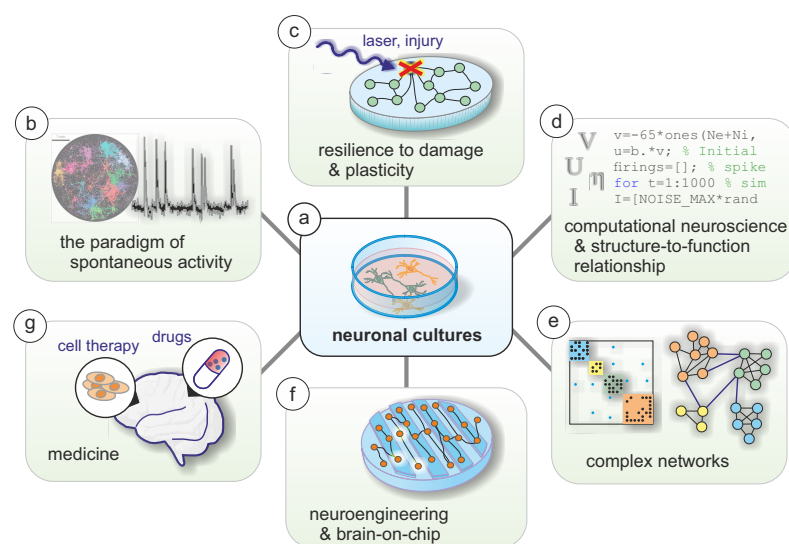 c
laser, injury
resilience to damage
& plasticity
b
the paradigm of
spontaneous activity
d
V
U
η
I
v=-65*ones(Ne+Ni,
u=b.*v; % Initial
firings=[]; % spike
for t=1:1000 % sim
I=[NOISE_MAX*rand
computational neuroscience
& structure-to-function
relationship
a
neuronal cultures
g
cell therapy
drugs
medicine
f
neuroengineering
& brain-on-chip
e
complex networks